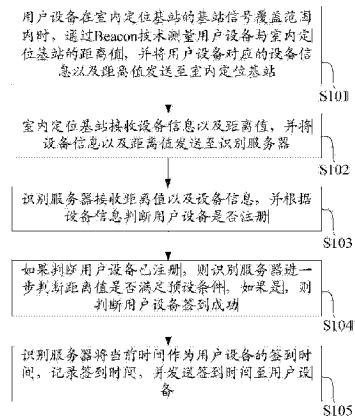 用户设备在室内定位基站的基站信号覆盖范围
内时，通过Beacon技术测量用户设备与室内定
位基站的距离值，并将用户设备对应的设备信
息以及距离值发送至室内定位基站
S101
室内定位基站接收设备信息以及距离值，并将
设备信息以及距离值发送至识别服务器
S102
识别服务器接收距离值以及设备信息，并根据
设备信息判断用户设备是否注册
S103
如果判断用户设备已注册，则识别服务器进一
步判断距离值是否满足预设条件，如果是，则
判断用户设备签到成功
S104
识别服务器将当前时间作为用户设备的签到时
间，记录签到时间，并发送签到时间至用户设
备
S105